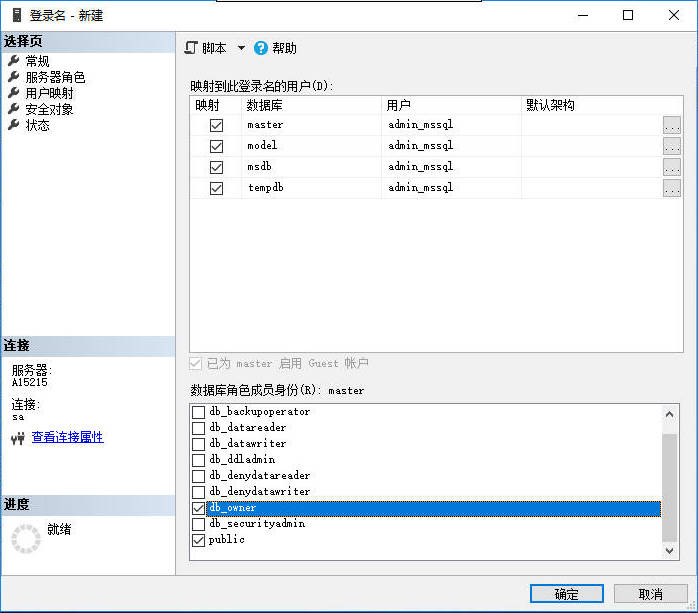 登录名 - 新建
选择页
常规
服务器角色
用户映射
安全对象
状态
连接
服务器:
A15215
连接:
sa
查看连接属性
进度
就绪
脚本 帮助
映射到此登录名的用户(D):
映射 数据库 用户 默认架构
master admin_mssql ...
model admin_mssql ...
msdb admin_mssql ...
tempdb admin_mssql ...
已为 master 启用 Guest 帐户
数据库角色成员身份(R): master
db_backupoperator
db_datareader
db_datawriter
db_ddladmin
db_denydatareader
db_denydatawriter
db_owner
db_securityadmin
public
确定 取消